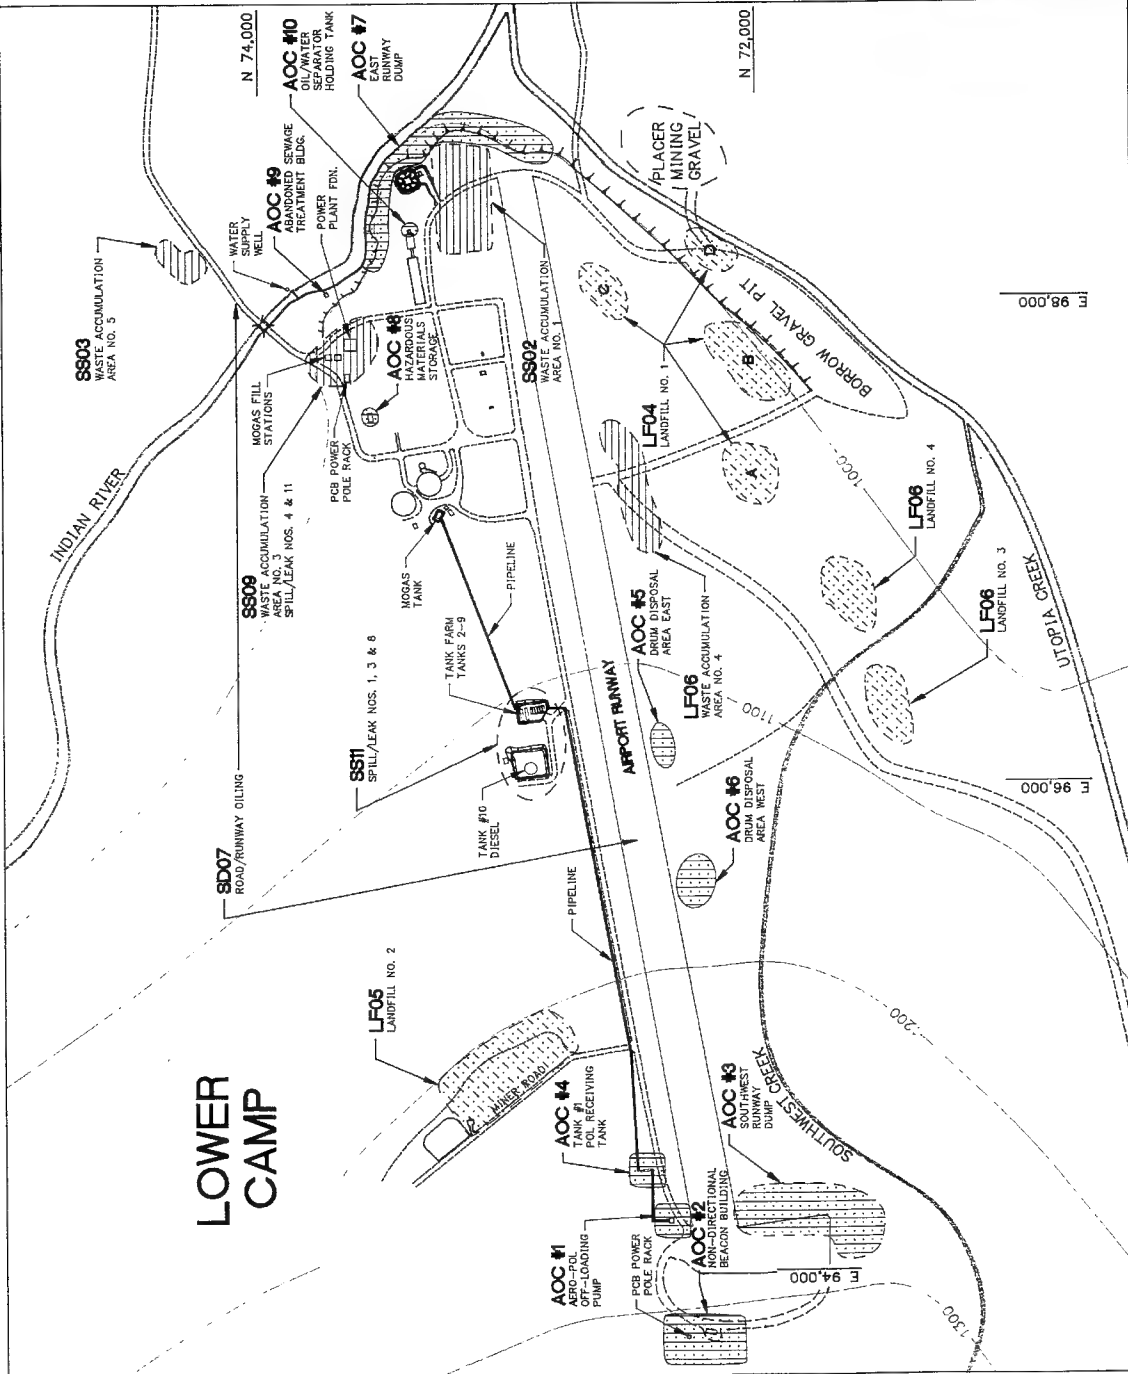 LOWER
CAMP
N 74,000
N 72,000
E 98,000
E 96,000
E 94,000
INDIAN RIVER
UTOPIA CREEK
SOUTHWEST CREEK
SS03
WASTE ACCUMULATION
AREA NO. 5
WATER
SUPPLY
WELL
AOC #9
ABANDONED SEWAGE
TREATMENT BLDG.
POWER
PLANT FDN.
AOC #10
OIL/WATER
SEPARATOR
HOLDING TANK
AOC #7
EAST
RUNWAY
DUMP
MOGAS FILL
STATIONS
PCB POWER
POLE RACK
SS09
WASTE ACCUMULATION
AREA NO. 3
SPILL/LEAK NOS. 4 & 11
AOC #8
HAZARDOUS
MATERIALS
STORAGE
SS02
WASTE ACCUMULATION
AREA NO. 1
PLACER
MINING
GRAVEL
BORROW GRAVEL PIT
LF04
LANDFILL NO. 1
A
B
C
D
MOGAS
TANK
PIPELINE
TANK FARM
TANKS 2-9
SS11
SPILL/LEAK NOS. 1, 3 & 8
TANK #10
DIESEL
SD07
ROAD/RUNWAY OILING
AIRPORT RUNWAY
AOC #5
DRUM DISPOSAL
AREA EAST
LF06
WASTE ACCUMULATION
AREA NO. 4
LF06
LANDFILL NO. 4
LF06
LANDFILL NO. 3
AOC #6
DRUM DISPOSAL
AREA WEST
PIPELINE
LF05
LANDFILL NO. 2
MINER ROAD
AOC #4
TANK #1
POL RECEIVING
TANK
AOC #3
SOUTHWEST
RUNWAY
DUMP
AOC #1
AERO-POL
OFF-LOADING
PUMP
PCB POWER
POLE RACK
AOC #2
NON-DIRECTIONAL
BEACON BUILDING
1000
1100
1200
1300